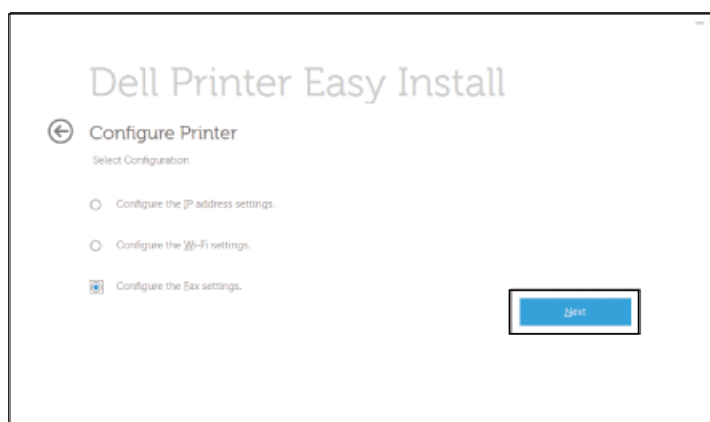 Dell Printer Easy Install
Configure Printer
Select Configuration
Configure the IP address settings.
Configure the Wi-Fi settings.
Configure the Fax settings.
Next